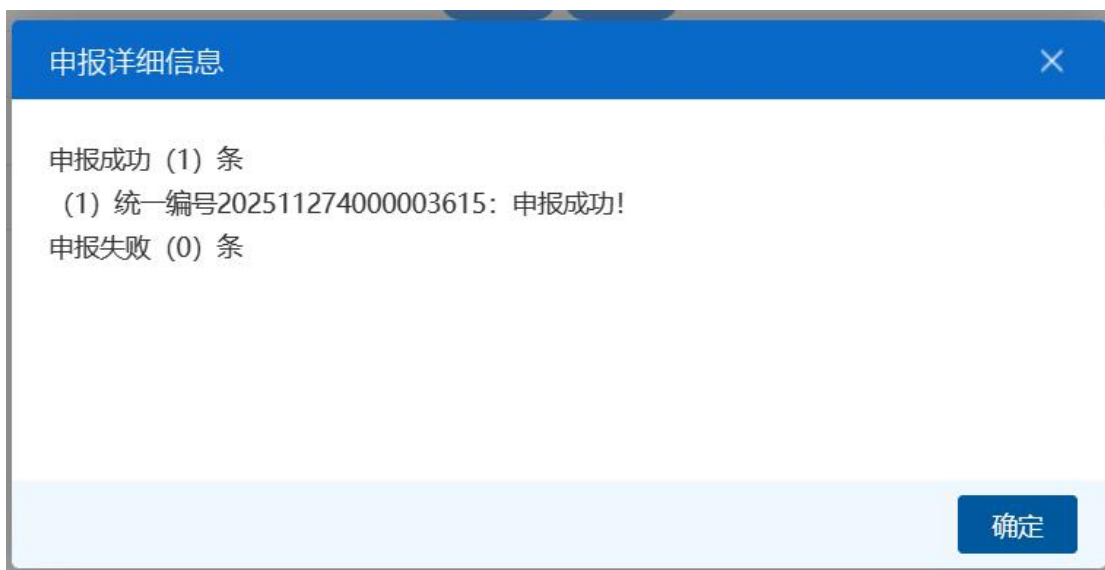 申报详细信息
申报成功（1）条
（1）统一编号202511274000003615：申报成功！
申报失败（0）条
确定